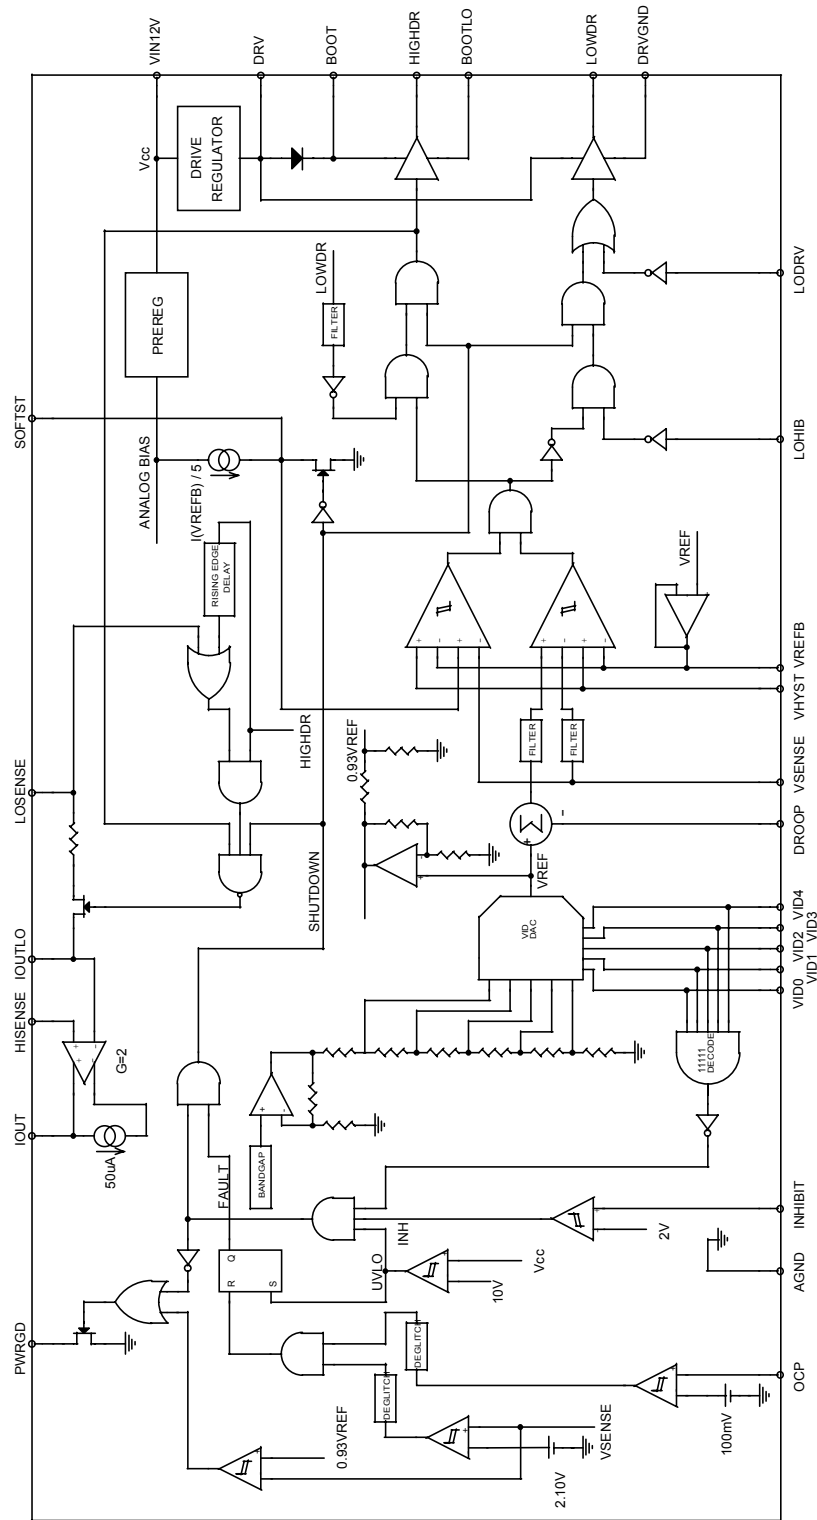 VIN12V
DRV
BOOT
HIGHDR
BOOTLO
LOWDR
DRVGND
Vcc
DRIVE
REGULATOR
LOWDR
FILTER
PREREG
LODRV
SOFTST
ANALOG BIAS
I(VREFB) / 5
LOHIB
RISING EDGE
DELAY
VREF
VREFB
VHYST
HIGHDR
0.93VREF
FILTER
FILTER
VSENSE
LOSENSE
SHUTDOWN
Σ
+
-
DROOP
VREF
VID
DAC
VID4
VID3
VID2
VID1
VID0
IOUTLO
HISENSE
G=2
IOUT
50uA
11111
DECODE
BANDGAP
FAULT
INH
INHIBIT
2V
AGND
R
Q
S
UVLO
10V
Vcc
PWRGD
DEGLITCH
DEGLITCH
OCP
100mV
0.93VREF
2.10V
VSENSE